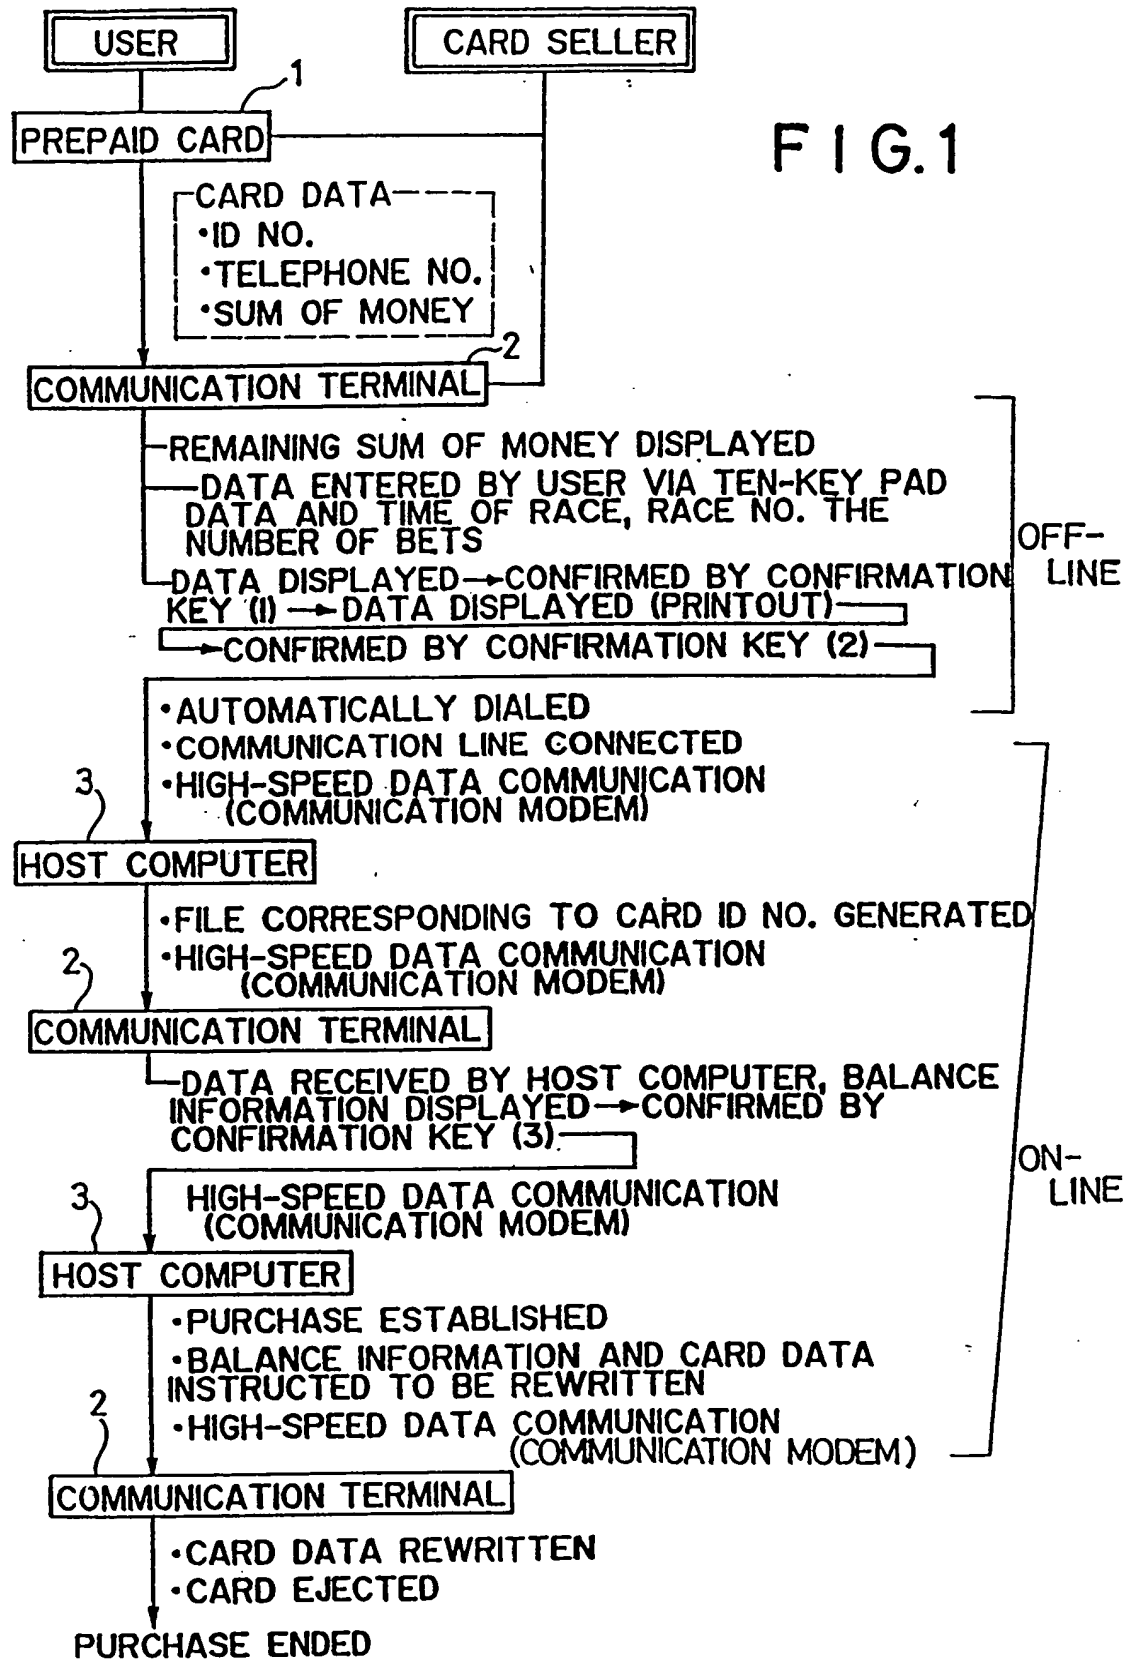 USER
CARD SELLER
1
PREPAID CARD
FIG.1
CARD DATA
•ID NO.
•TELEPHONE NO.
•SUM OF MONEY
2
COMMUNICATION TERMINAL
REMAINING SUM OF MONEY DISPLAYED
DATA ENTERED BY USER VIA TEN-KEY PAD
DATA AND TIME OF RACE, RACE NO. THE
NUMBER OF BETS
OFF-
LINE
DATA DISPLAYED→CONFIRMED BY CONFIRMATION
KEY (1)→DATA DISPLAYED (PRINTOUT)
→CONFIRMED BY CONFIRMATION KEY (2)
•AUTOMATICALLY DIALED
•COMMUNICATION LINE CONNECTED
•HIGH-SPEED DATA COMMUNICATION
(COMMUNICATION MODEM)
3
HOST COMPUTER
•FILE CORRESPONDING TO CARD ID NO. GENERATED
•HIGH-SPEED DATA COMMUNICATION
(COMMUNICATION MODEM)
2
COMMUNICATION TERMINAL
DATA RECEIVED BY HOST COMPUTER, BALANCE
INFORMATION DISPLAYED→CONFIRMED BY
CONFIRMATION KEY (3)
ON-
LINE
HIGH-SPEED DATA COMMUNICATION
(COMMUNICATION MODEM)
3
HOST COMPUTER
•PURCHASE ESTABLISHED
•BALANCE INFORMATION AND CARD DATA
INSTRUCTED TO BE REWRITTEN
•HIGH-SPEED DATA COMMUNICATION
(COMMUNICATION MODEM)
2
COMMUNICATION TERMINAL
•CARD DATA REWRITTEN
•CARD EJECTED
PURCHASE ENDED